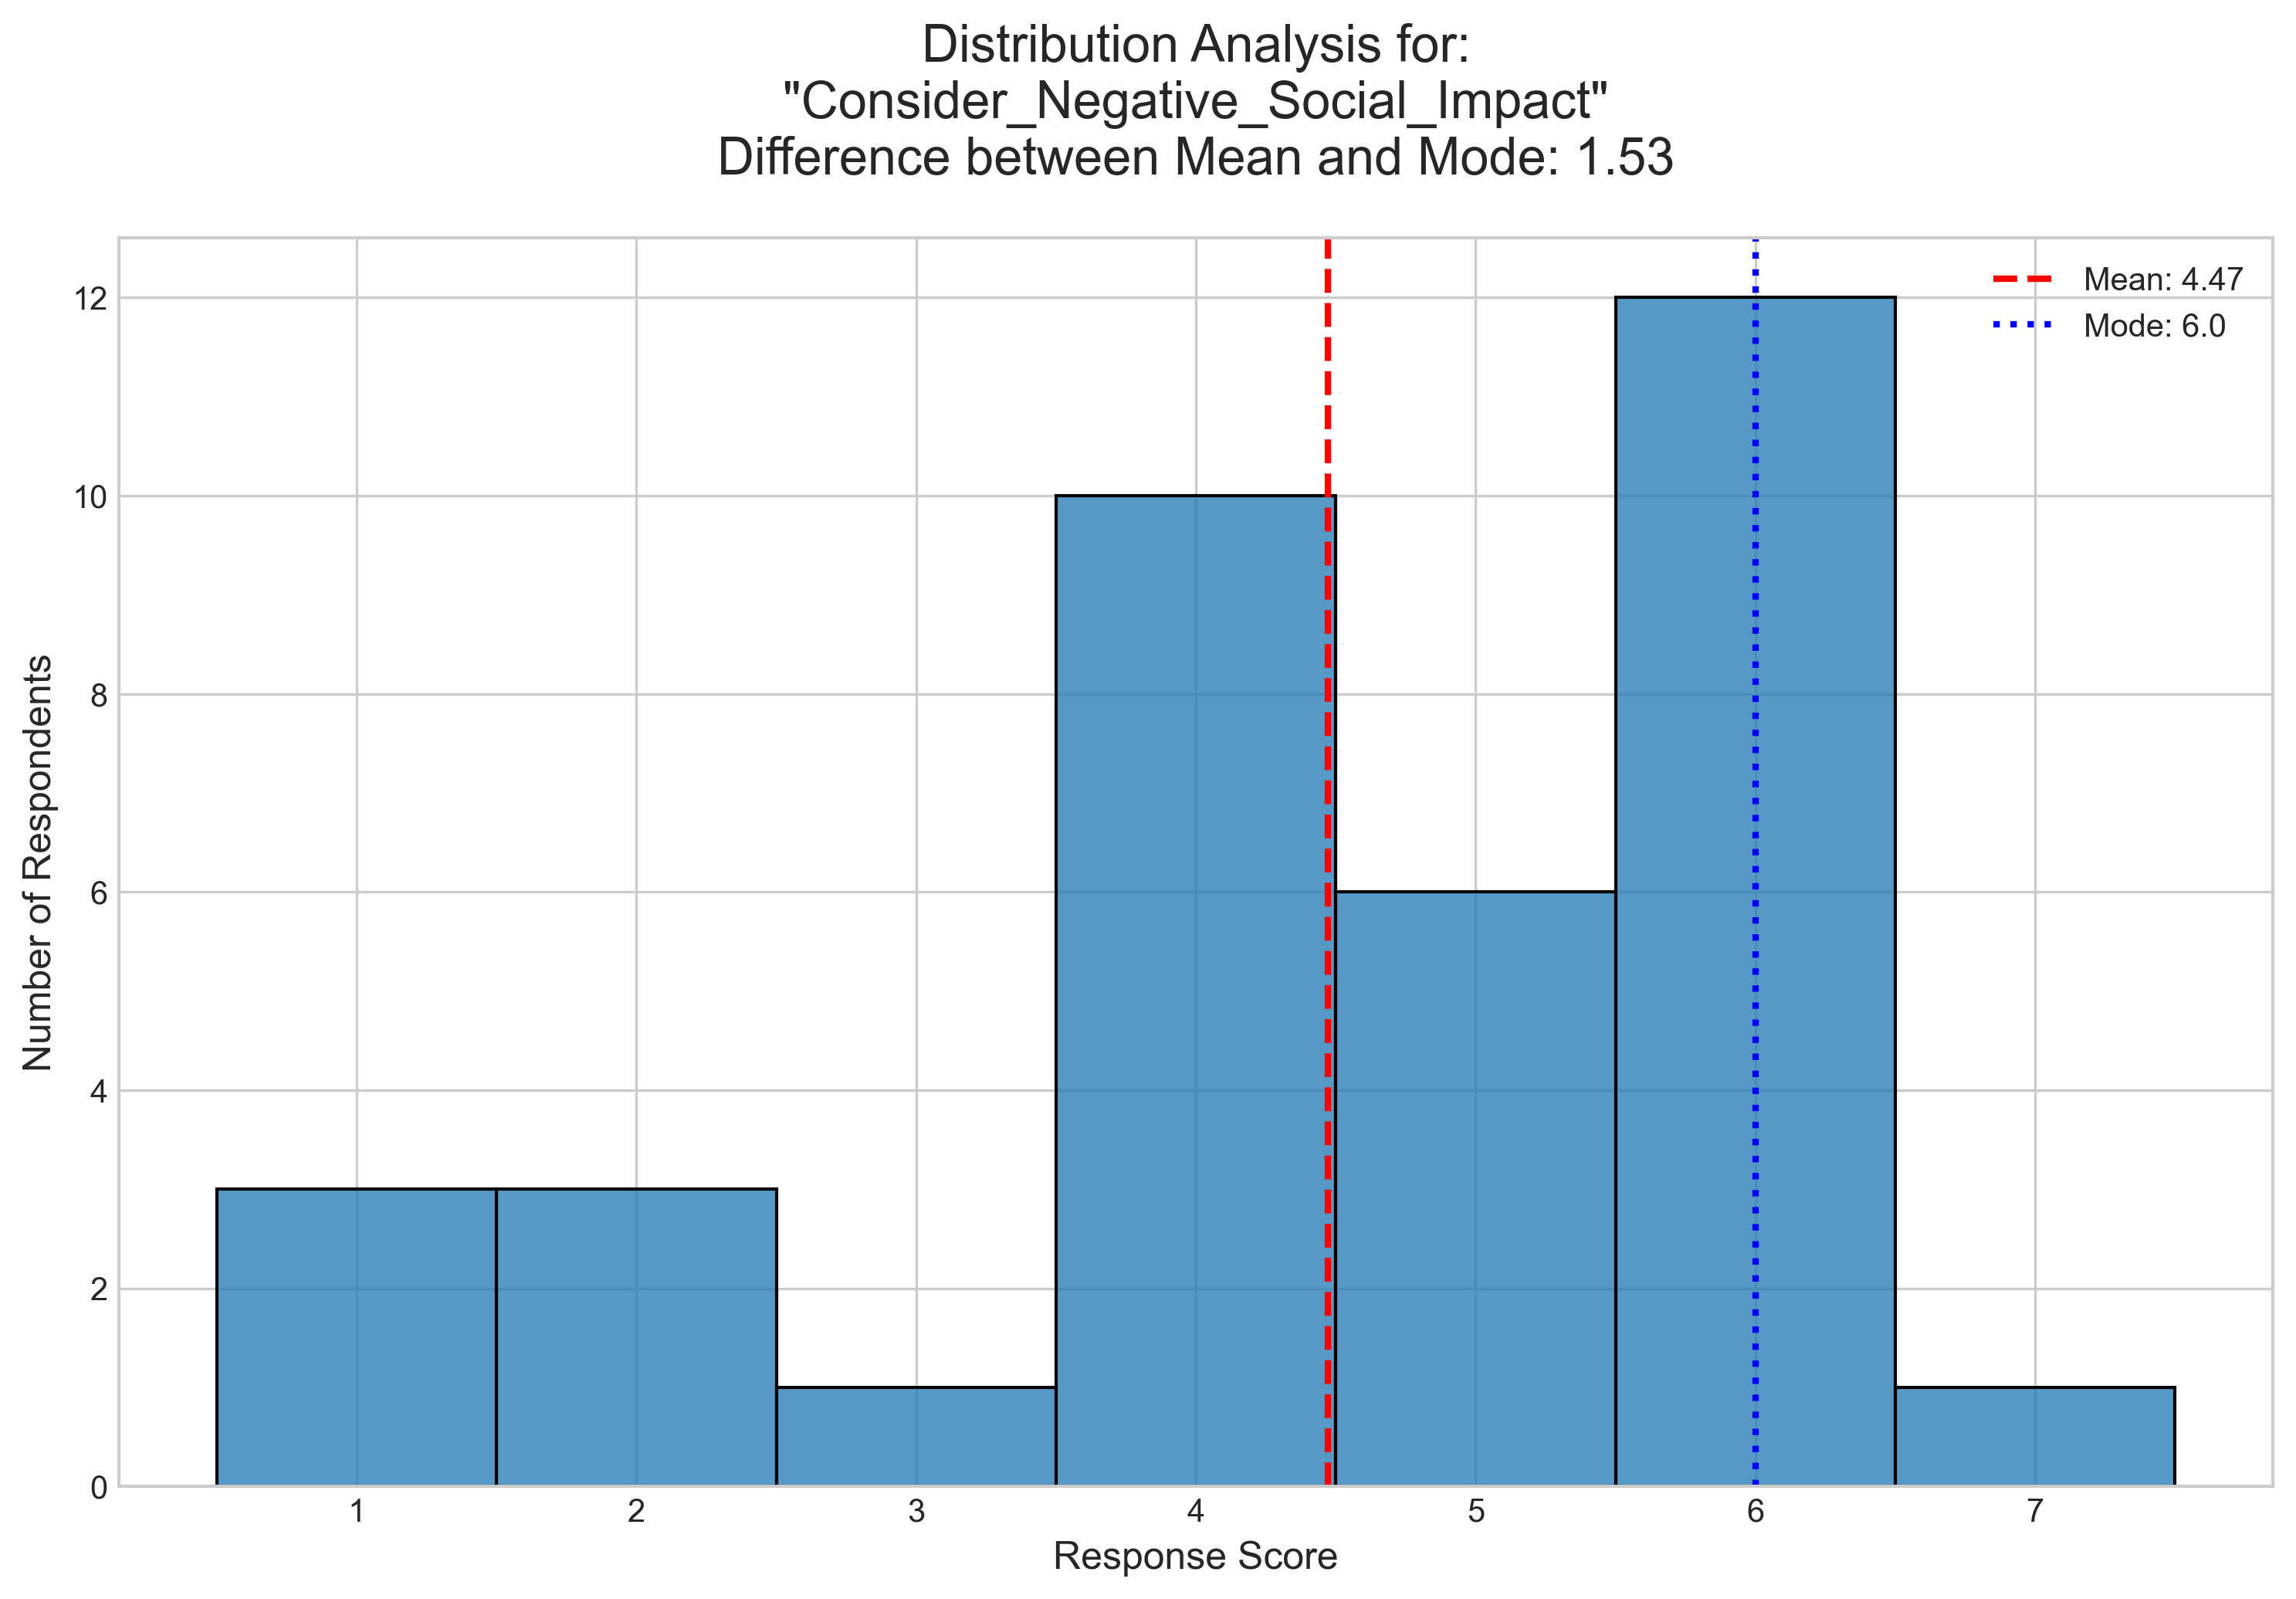 Distribution Analysis for:
"Consider_Negative_Social_Impact"
Difference between Mean and Mode: 1.53
Mean: 4.47
Mode: 6.0
12
10
8
6
4
2
0
Number of Respondents
1 2 3 4 5 6 7
Response Score